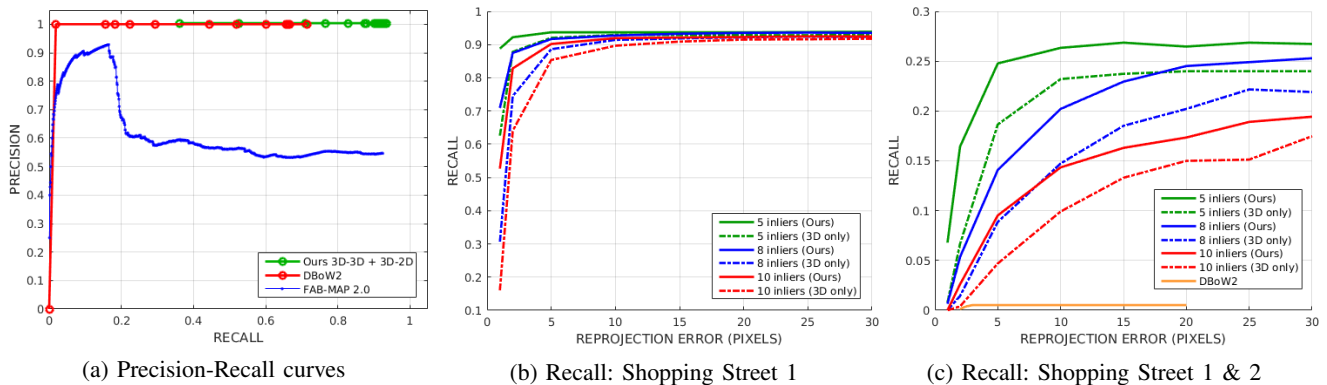 1
0.9
0.8
0.7
0.6
0.5
0.4
0.3
0.2
0.1
0
PRECISION
0 0.2 0.4 0.6 0.8 1
RECALL
Ours 3D-3D + 3D-2D
DBoW2
FAB-MAP 2.0
(a) Precision-Recall curves
1
0.9
0.8
0.7
0.6
0.5
0.4
0.3
0.2
0.1
RECALL
0 5 10 15 20 25 30
REPROJECTION ERROR (PIXELS)
5 inliers (Ours)
5 inliers (3D only)
8 inliers (Ours)
8 inliers (3D only)
10 inliers (Ours)
10 inliers (3D only)
(b) Recall: Shopping Street 1
0.3
0.25
0.2
0.15
0.1
0.05
0
RECALL
0 5 10 15 20 25 30
REPROJECTION ERROR (PIXELS)
5 inliers (Ours)
5 inliers (3D only)
8 inliers (Ours)
8 inliers (3D only)
10 inliers (Ours)
10 inliers (3D only)
DBoW2
(c) Recall: Shopping Street 1 & 2